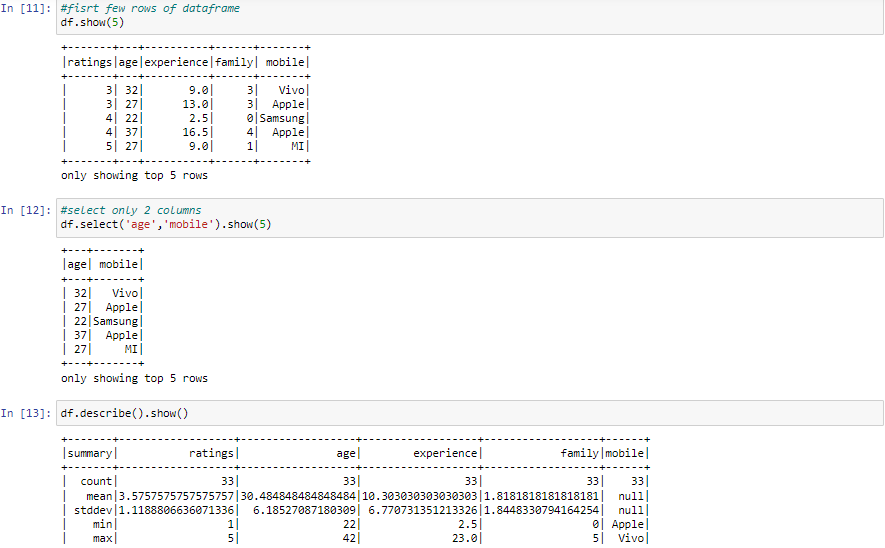 In [11]: #fisrt few rows of dataframe
df.show(5)
+-------+---+----------+------+-------+
|ratings|age|experience|family| mobile|
+-------+---+----------+------+-------+
|      3| 32|       9.0|     3|   Vivo|
|      3| 27|      13.0|     3|  Apple|
|      4| 22|       2.5|     0|Samsung|
|      4| 37|      16.5|     4|  Apple|
|      5| 27|       9.0|     1|     MI|
+-------+---+----------+------+-------+
only showing top 5 rows
In [12]: #select only 2 columns
df.select('age','mobile').show(5)
+---+-------+
|age| mobile|
+---+-------+
| 32|   Vivo|
| 27|  Apple|
| 22|Samsung|
| 37|  Apple|
| 27|     MI|
+---+-------+
only showing top 5 rows
In [13]: df.describe().show()
+-------+------------------+-----------------+------------------+------------------+------+
|summary|           ratings|              age|        experience|            family|mobile|
+-------+------------------+-----------------+------------------+------------------+------+
|  count|                33|               33|                33|                33|    33|
|   mean|3.5757575757575757|30.484848484848484|10.303030303030303|1.8181818181818181|  null|
| stddev|1.1188806636071336|  6.18527087180309| 6.770731351213326|1.8448330794164254|  null|
|    min|                 1|               22|               2.5|                 0| Apple|
|    max|                 5|               42|              23.0|                 5|  Vivo|